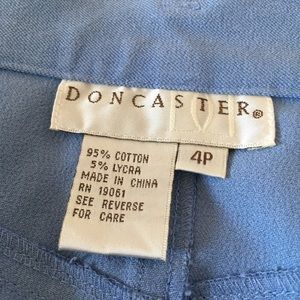 DONCASTER®
95% COTTON
5% LYCRA
MADE IN CHINA
RN 19061
SEE REVERSE
FOR CARE
4P